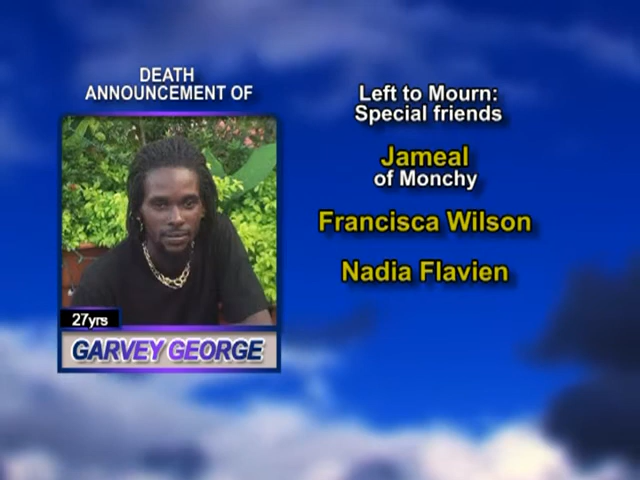 DEATH
ANNOUNCEMENT OF
27yrs
GARVEY GEORGE
Left to Mourn:
Special friends
Jameal
of Monchy
Francisca Wilson
Nadia Flavien